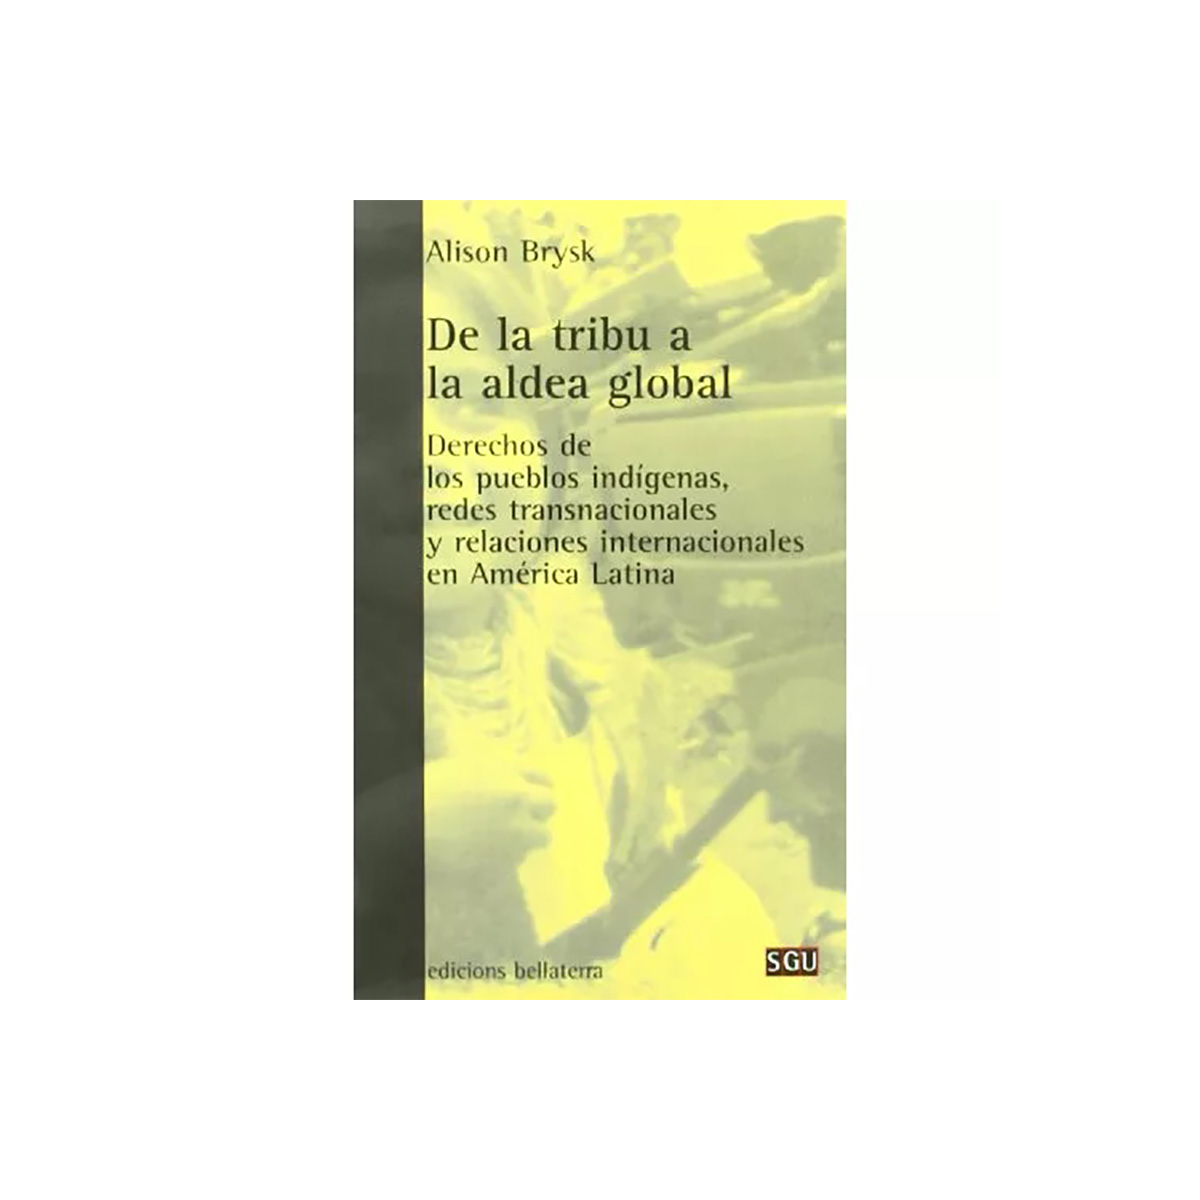 Alison Brysk
De la tribu a
la aldea global
Derechos de
los pueblos indígenas,
redes transnacionales
y relaciones internacionales
en América Latina
edicions bellaterra
SGU